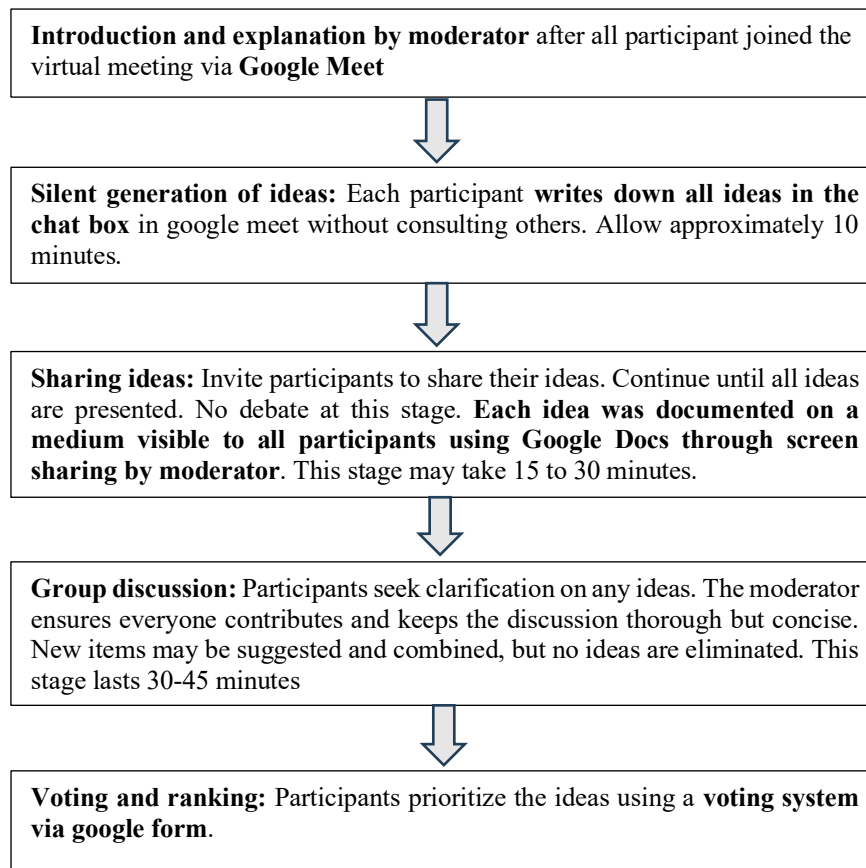 Introduction and explanation by moderator after all participant joined the
virtual meeting via Google Meet
Silent generation of ideas: Each participant writes down all ideas in the
chat box in google meet without consulting others. Allow approximately 10
minutes.
Sharing ideas: Invite participants to share their ideas. Continue until all ideas
are presented. No debate at this stage. Each idea was documented on a
medium visible to all participants using Google Docs through screen
sharing by moderator. This stage may take 15 to 30 minutes.
Group discussion: Participants seek clarification on any ideas. The moderator
ensures everyone contributes and keeps the discussion thorough but concise.
New items may be suggested and combined, but no ideas are eliminated. This
stage lasts 30-45 minutes
Voting and ranking: Participants prioritize the ideas using a voting system
via google form.